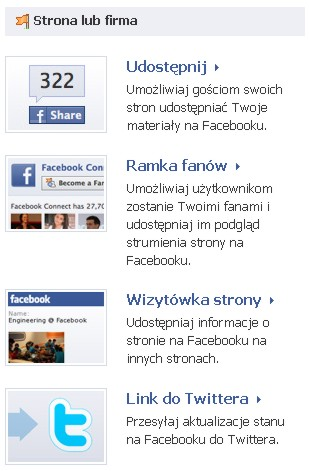 Strona lub firma
322
f Share
Udostępnij
Umożliwiaj gościom swoich
stron udostępniać Twoje
materiały na Facebooku.
f Facebook Conn
Become a Fan
Facebook Connect has 27,70
Ramka fanów
Umożliwiaj użytkownikom
zostanie Twoimi fanami i
udostępniaj im podgląd
strumienia strony na
Facebooku.
facebook
Name:
Engineering @ Facebook
Wizytówka strony
Udostępniaj informacje o
stronie na Facebooku na
innych stronach.
t
Link do Twittera
Przesyłaj aktualizacje stanu
na Facebooku do Twittera.